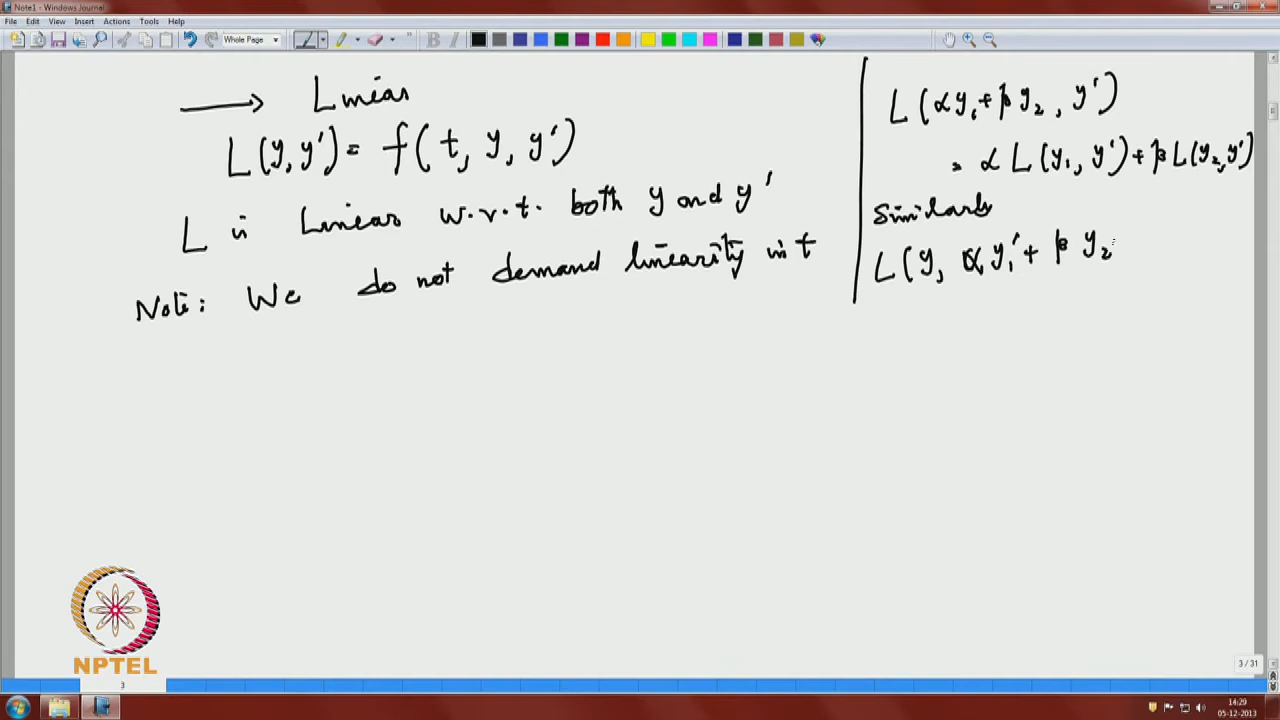 Note1 - Windows Journal
File Edit View Insert Actions Tools Help
Whole Page
→ Linear
L(y, y') = f(t, y, y')
L is Linear w.r.t. both y and y'
Note: We do not demand linearity in t
L(αy₁ + βy₂, y')
= αL(y₁, y') + βL(y₂, y')
Similarly
L(y, αy₁' + βy₂
NPTEL
3 / 31
3
14:29
05-12-2013